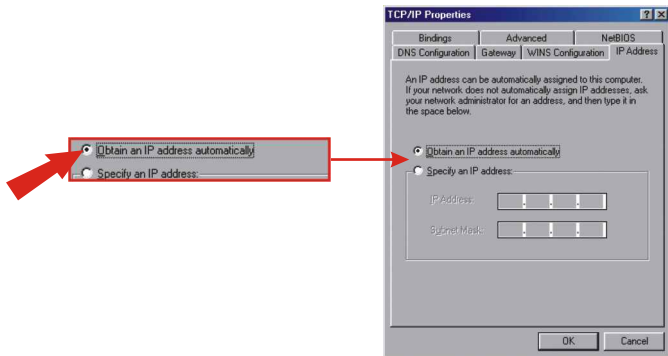 TCP/IP Properties
Bindings Advanced NetBIOS
DNS Configuration Gateway WINS Configuration IP Address
An IP address can be automatically assigned to this computer.
If your network does not automatically assign IP addresses, ask
your network administrator for an address, and then type it in
the space below.
Obtain an IP address automatically
Specify an IP address:
Obtain an IP address automatically
Specify an IP address:
IP Address:
Subnet Mask:
OK Cancel